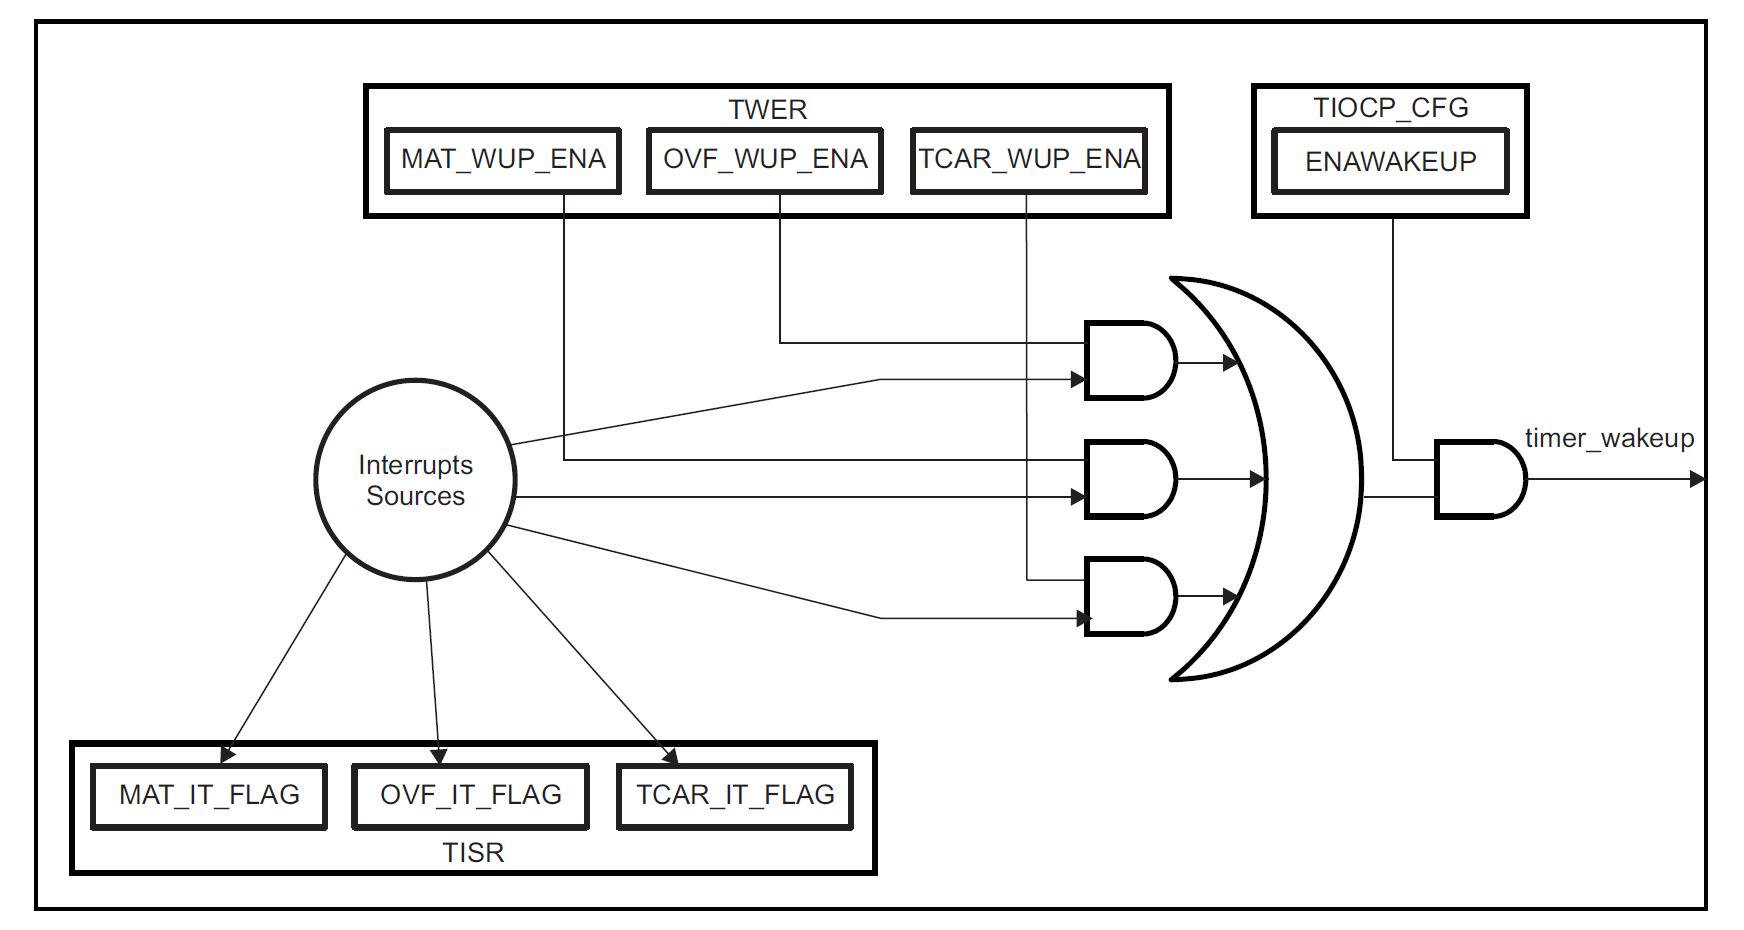 TWER
MAT_WUP_ENA
OVF_WUP_ENA
TCAR_WUP_ENA
TIOCP_CFG
ENAWAKEUP
timer_wakeup
Interrupts
Sources
MAT_IT_FLAG
OVF_IT_FLAG
TCAR_IT_FLAG
TISR